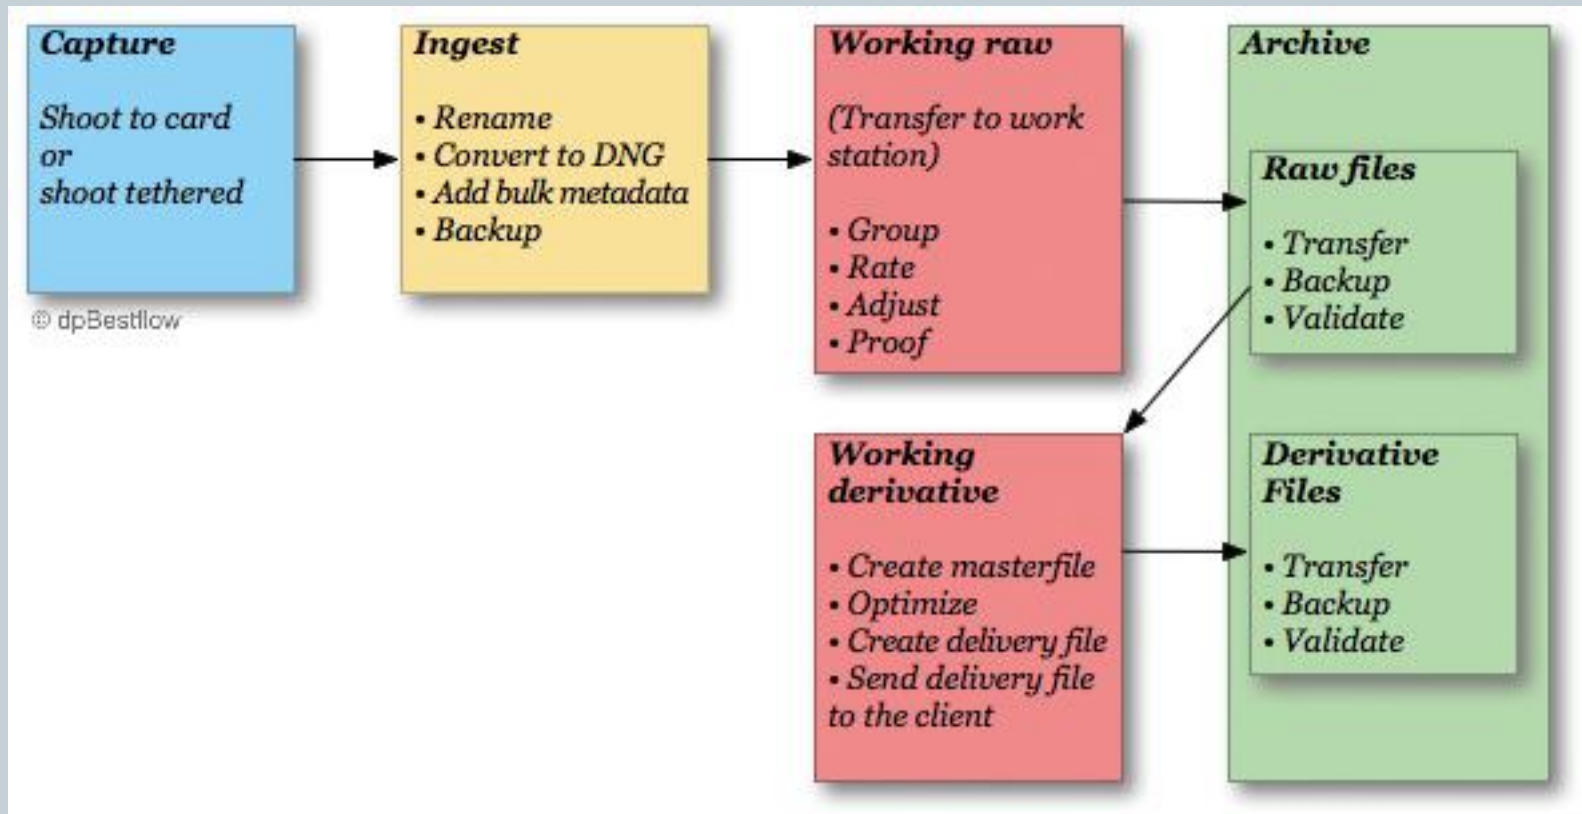 Capture
Shoot to card
or
shoot tethered
© dpBestflow
Ingest
• Rename
• Convert to DNG
• Add bulk metadata
• Backup
Working raw
(Transfer to work
station)
• Group
• Rate
• Adjust
• Proof
Archive
Raw files
• Transfer
• Backup
• Validate
Working
derivative
• Create masterfile
• Optimize
• Create delivery file
• Send delivery file
to the client
Derivative
Files
• Transfer
• Backup
• Validate